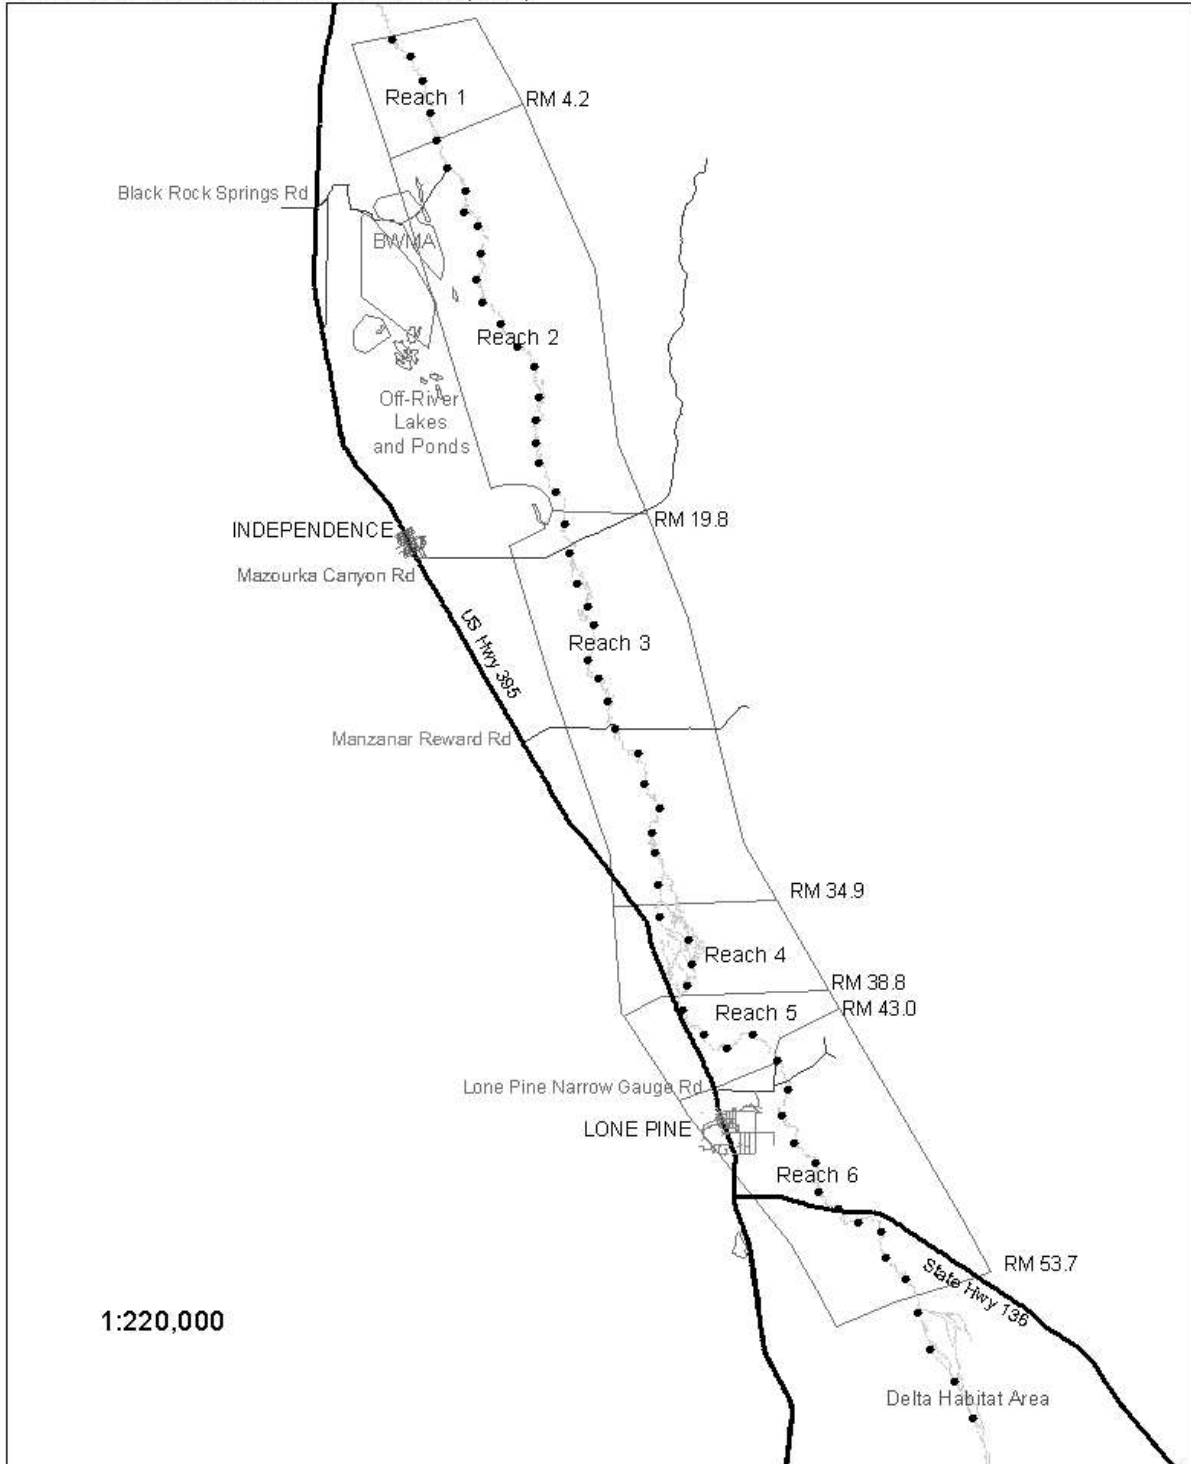 Reach 1
RM 4.2
Black Rock Springs Rd
BWMA
Reach 2
Off-River
Lakes
and Ponds
RM 19.8
INDEPENDENCE
Mazourka Canyon Rd
US Hwy 395
Reach 3
Manzanar Reward Rd
RM 34.9
Reach 4
RM 38.8
Reach 5
RM 43.0
Lone Pine Narrow Gauge Rd
LONE PINE
Reach 6
RM 53.7
State Hwy 136
1:220,000
Delta Habitat Area